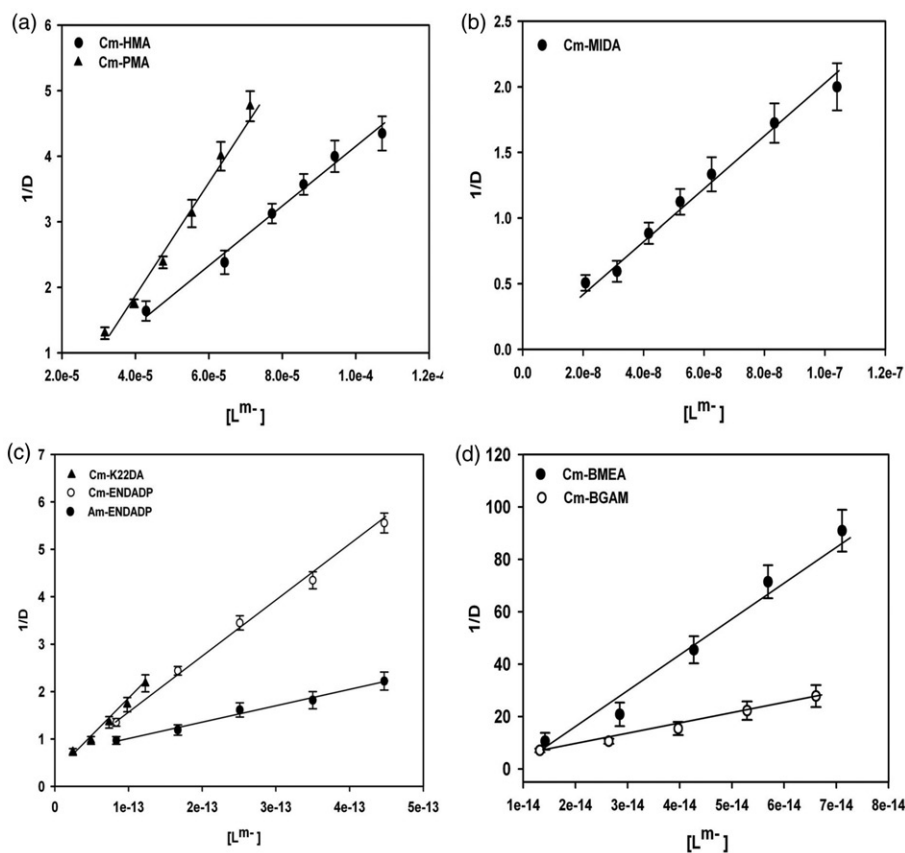 (a)
Cm-HMA
Cm-PMA
1/D
6
5
4
3
2
1
2.0e-5 4.0e-5 6.0e-5 8.0e-5 1.0e-4 1.2e-4
[L^m-]
(b)
Cm-MIDA
1/D
2.5
2.0
1.5
1.0
0.5
0.0
0.0 2.0e-8 4.0e-8 6.0e-8 8.0e-8 1.0e-7 1.2e-7
[L^m-]
(c)
Cm-K22DA
Cm-ENDADP
Am-ENDADP
1/D
7
6
5
4
3
2
1
0
0 1e-13 2e-13 3e-13 4e-13 5e-13
[L^m-]
(d)
Cm-BMEA
Cm-BGAM
1/D
120
100
80
60
40
20
0
1e-14 2e-14 3e-14 4e-14 5e-14 6e-14 7e-14 8e-14
[L^m-]